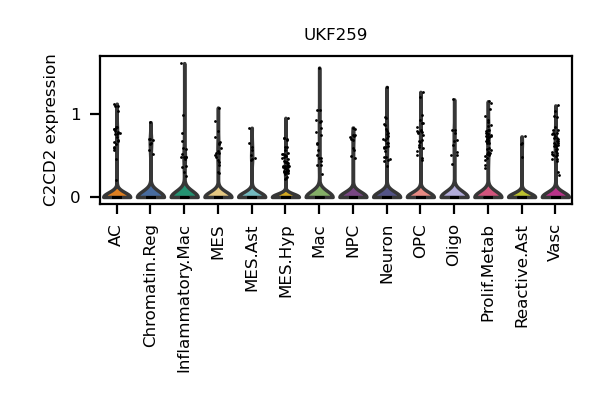 UKF259
C2CD2 expression
1
0
AC
Chromatin.Reg
Inflammatory.Mac
MES
MES.Ast
MES.Hyp
Mac
NPC
Neuron
OPC
Oligo
Prolif.Metab
Reactive.Ast
Vasc